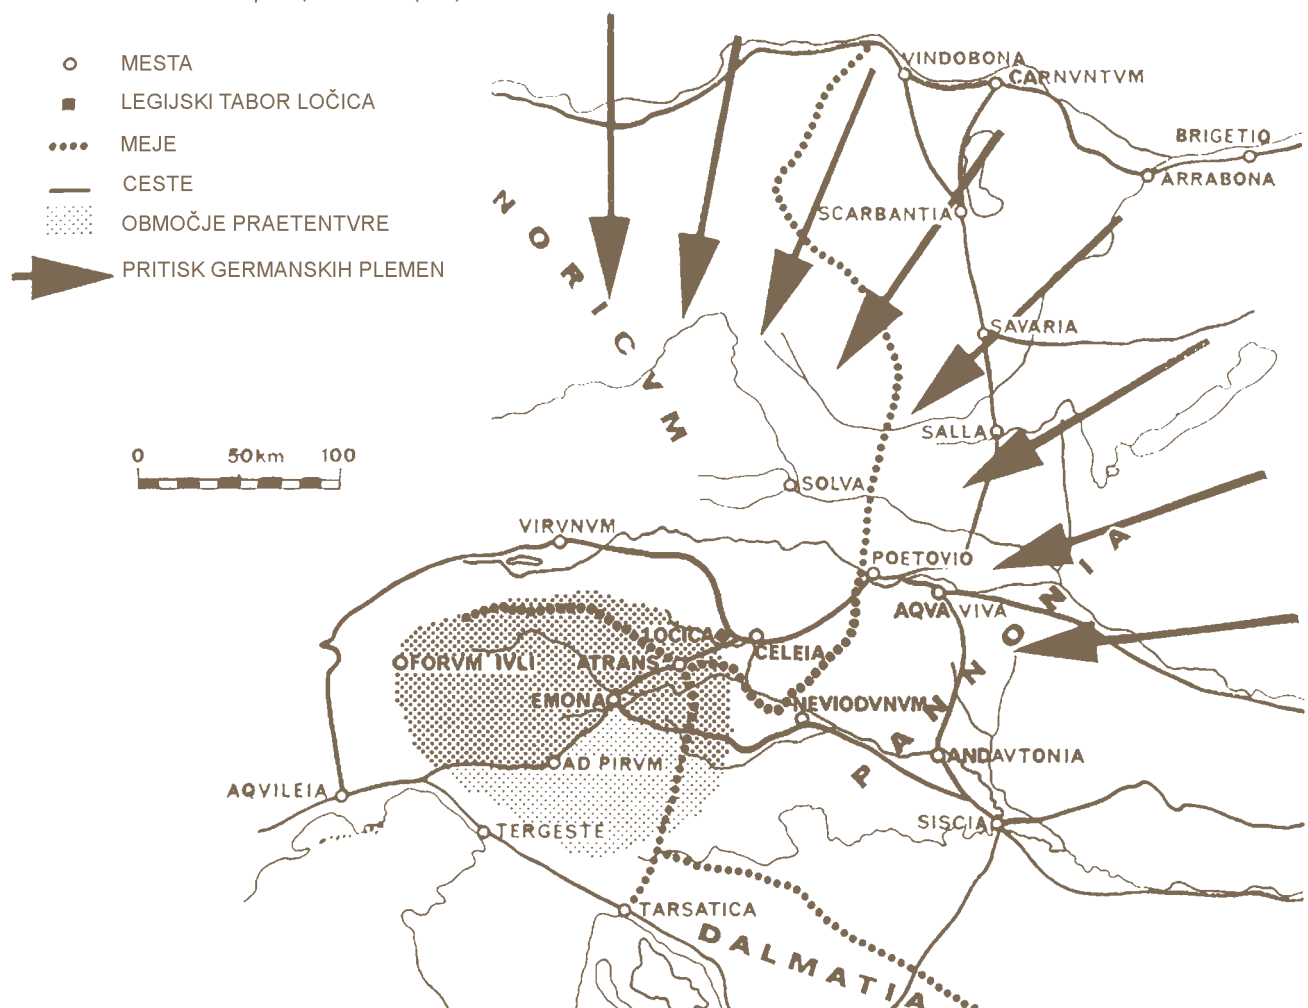 MESTA
LEGIJSKI TABOR LOČICA
MEJE
CESTE
OBMOČJE PRAETENTVRE
PRITISK GERMANSKIH PLEMEN
VINDOBONA
CARNVNTVM
BRIGETIO
ARRABONA
SCARBANTIA
NORICVM
SAVARIA
SALLA
0 50km 100
SOLVA
VIRVNVM
POETOVIO
AQVA VIVA
PANNONIA
LOČICA
CELEIA
FORVM IVLI
ATRANS
EMONA
NEVIODVNVM
ANDAVTONIA
AD PIRVM
AQVILEIA
SISCIA
TERGESTE
TARSATICA
DALMATIA